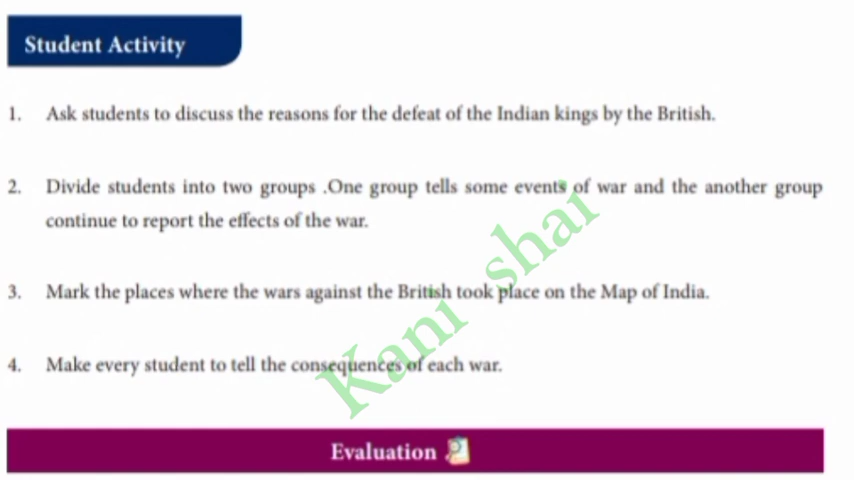 Student Activity
1. Ask students to discuss the reasons for the defeat of the Indian kings by the British.
2. Divide students into two groups .One group tells some events of war and the another group
continue to report the effects of the war.
3. Mark the places where the wars against the British took place on the Map of India.
4. Make every student to tell the consequences of each war.
Kani shai
Evaluation